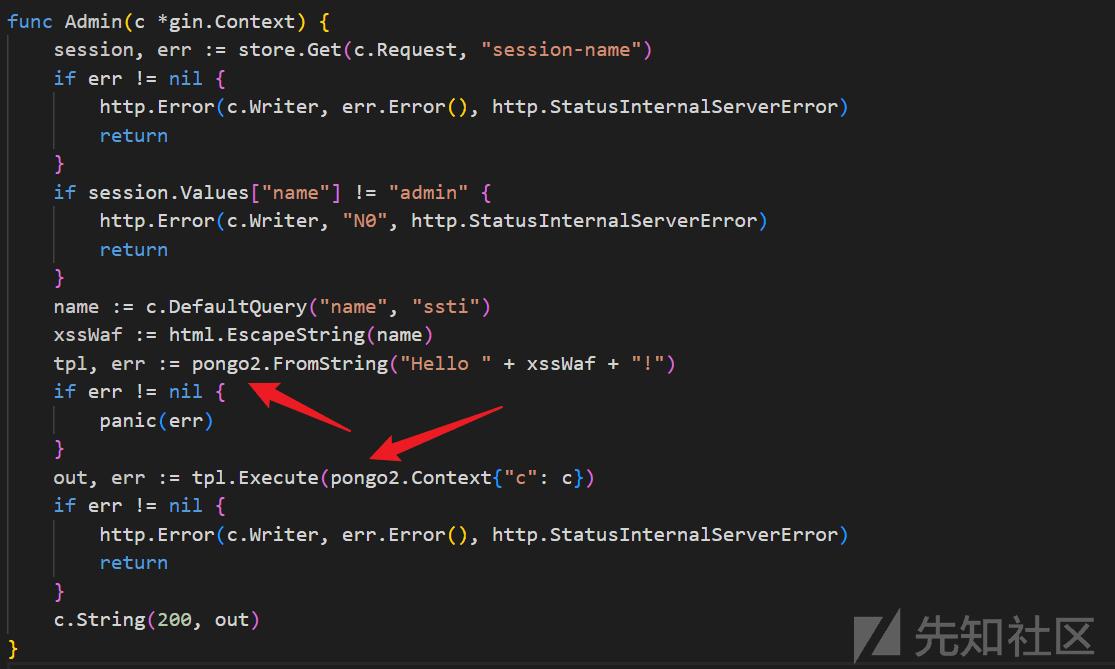 func Admin(c *gin.Context) {
    session, err := store.Get(c.Request, "session-name")
    if err != nil {
        http.Error(c.Writer, err.Error(), http.StatusInternalServerError)
        return
    }
    if session.Values["name"] != "admin" {
        http.Error(c.Writer, "N0", http.StatusInternalServerError)
        return
    }
    name := c.DefaultQuery("name", "ssti")
    xssWaf := html.EscapeString(name)
    tpl, err := pongo2.FromString("Hello " + xssWaf + "!")
    if err != nil {
        panic(err)
    }
    out, err := tpl.Execute(pongo2.Context{"c": c})
    if err != nil {
        http.Error(c.Writer, err.Error(), http.StatusInternalServerError)
        return
    }
    c.String(200, out)
}
先知社区